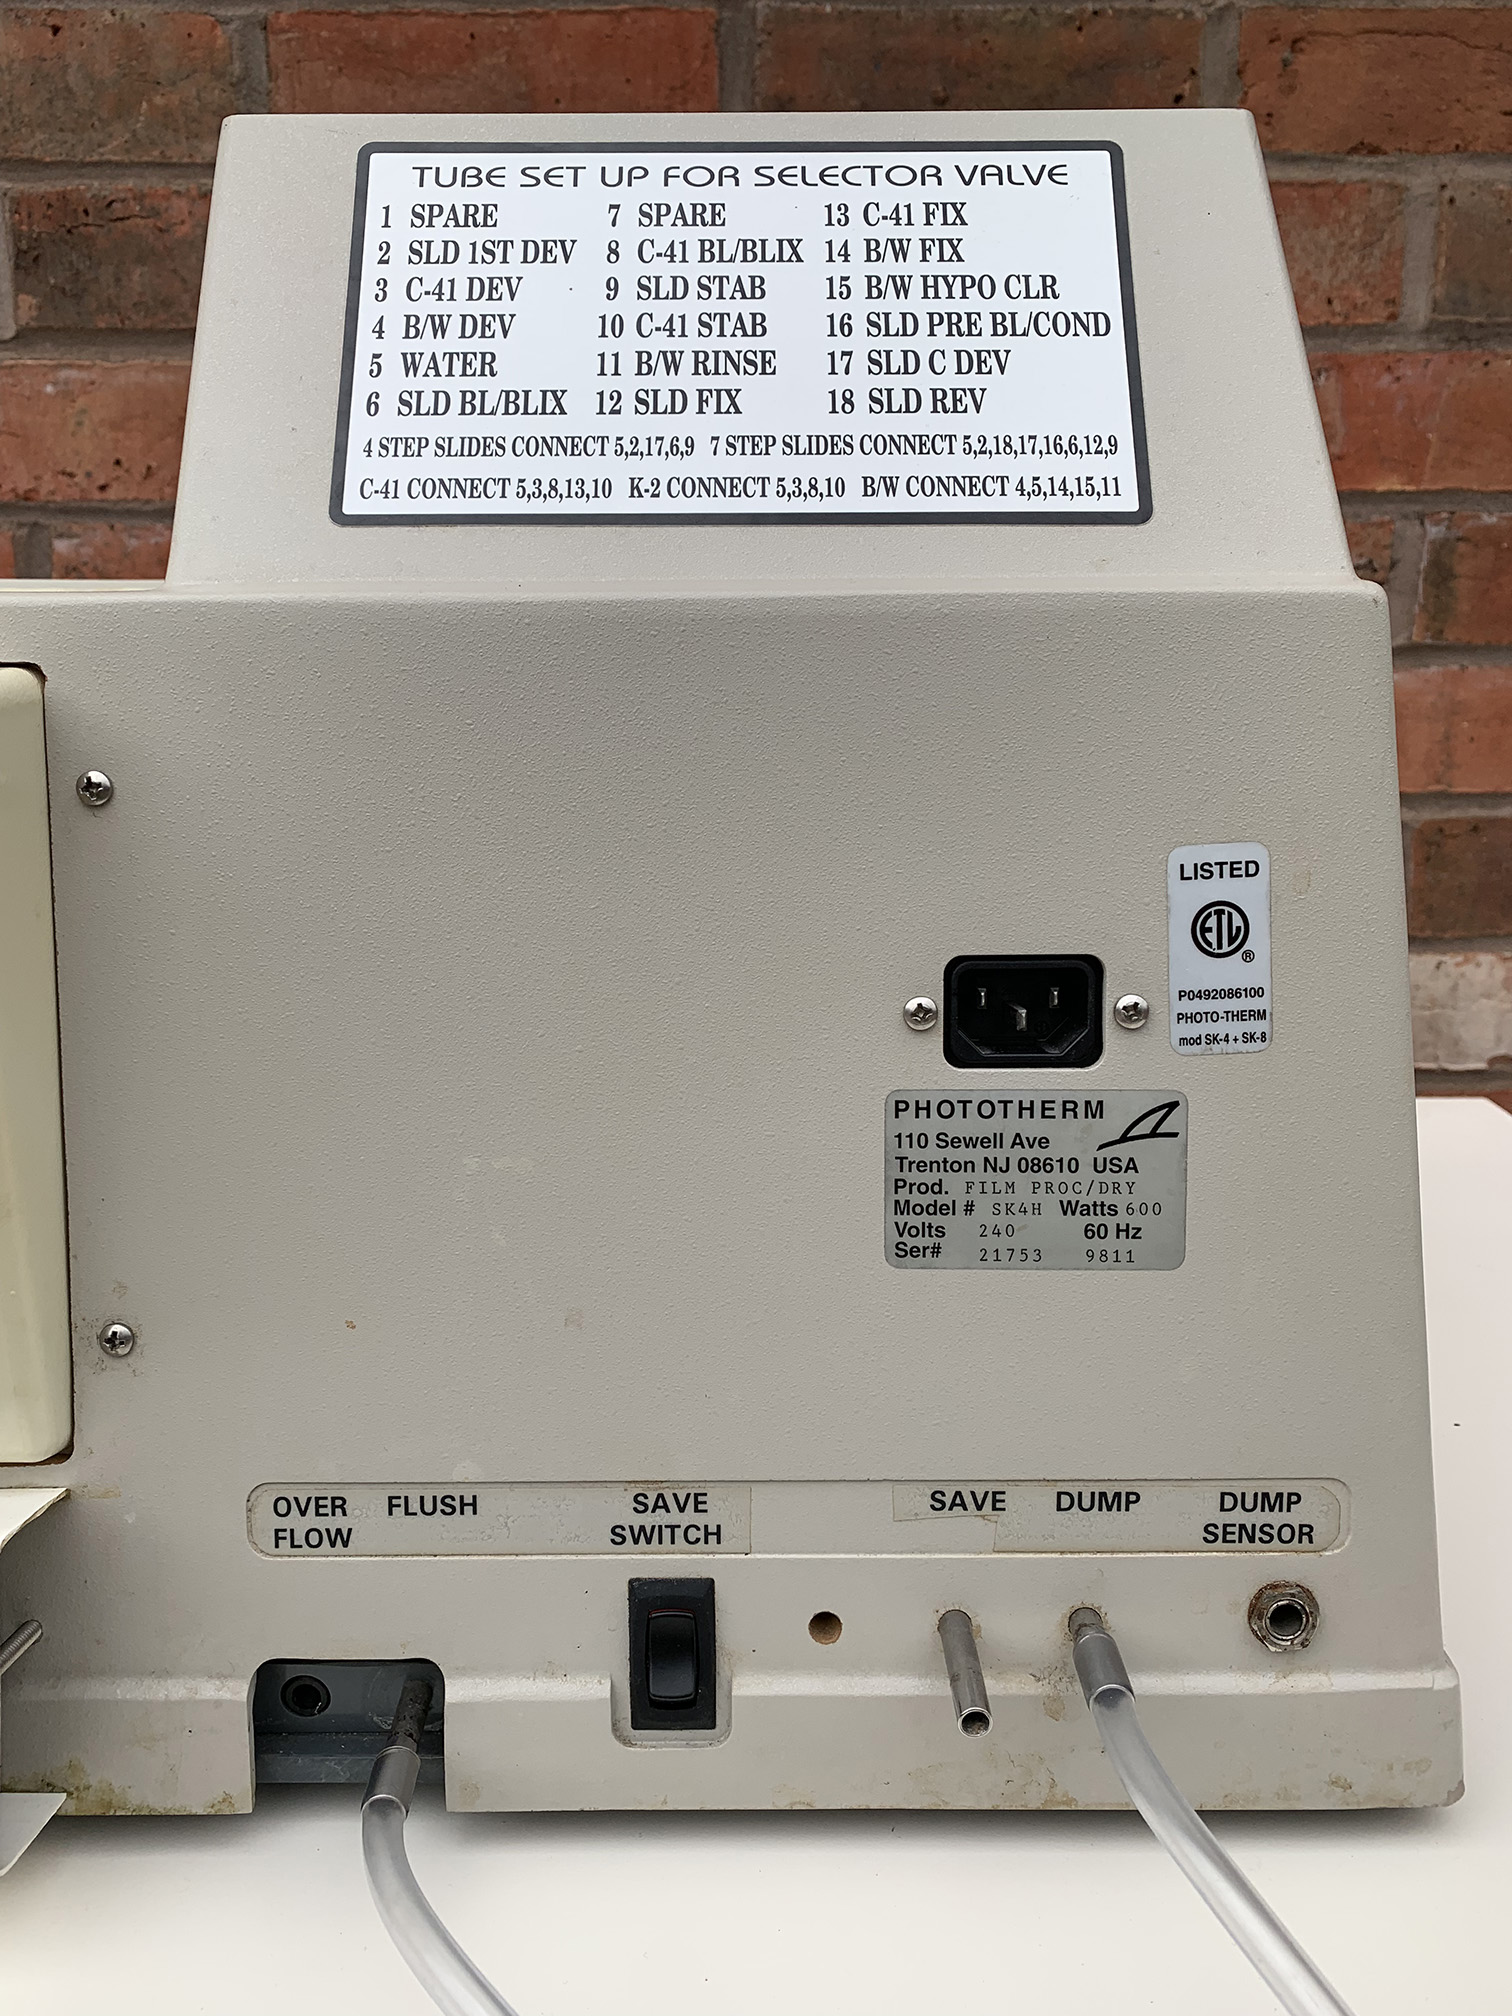 TUBE SET UP FOR SELECTOR VALVE
1 SPARE 7 SPARE 13 C-41 FIX
2 SLD 1ST DEV 8 C-41 BL/BLIX 14 B/W FIX
3 C-41 DEV 9 SLD STAB 15 B/W HYPO CLR
4 B/W DEV 10 C-41 STAB 16 SLD PRE BL/COND
5 WATER 11 B/W RINSE 17 SLD C DEV
6 SLD BL/BLIX 12 SLD FIX 18 SLD REV
4 STEP SLIDES CONNECT 5,2,17,6,9 7 STEP SLIDES CONNECT 5,2,18,17,16,6,12,9
C-41 CONNECT 5,3,8,13,10 K-2 CONNECT 5,3,8,10 B/W CONNECT 4,5,14,15,11
LISTED
ETL
®
P0492086100
PHOTO-THERM
mod SK-4 + SK-8
PHOTOTHERM
110 Sewell Ave
Trenton NJ 08610 USA
Prod. FILM PROC/DRY
Model # SK4H Watts 600
Volts 240 60 Hz
Ser# 21753 9811
OVER FLOW
FLUSH
SAVE SWITCH
SAVE
DUMP
DUMP SENSOR